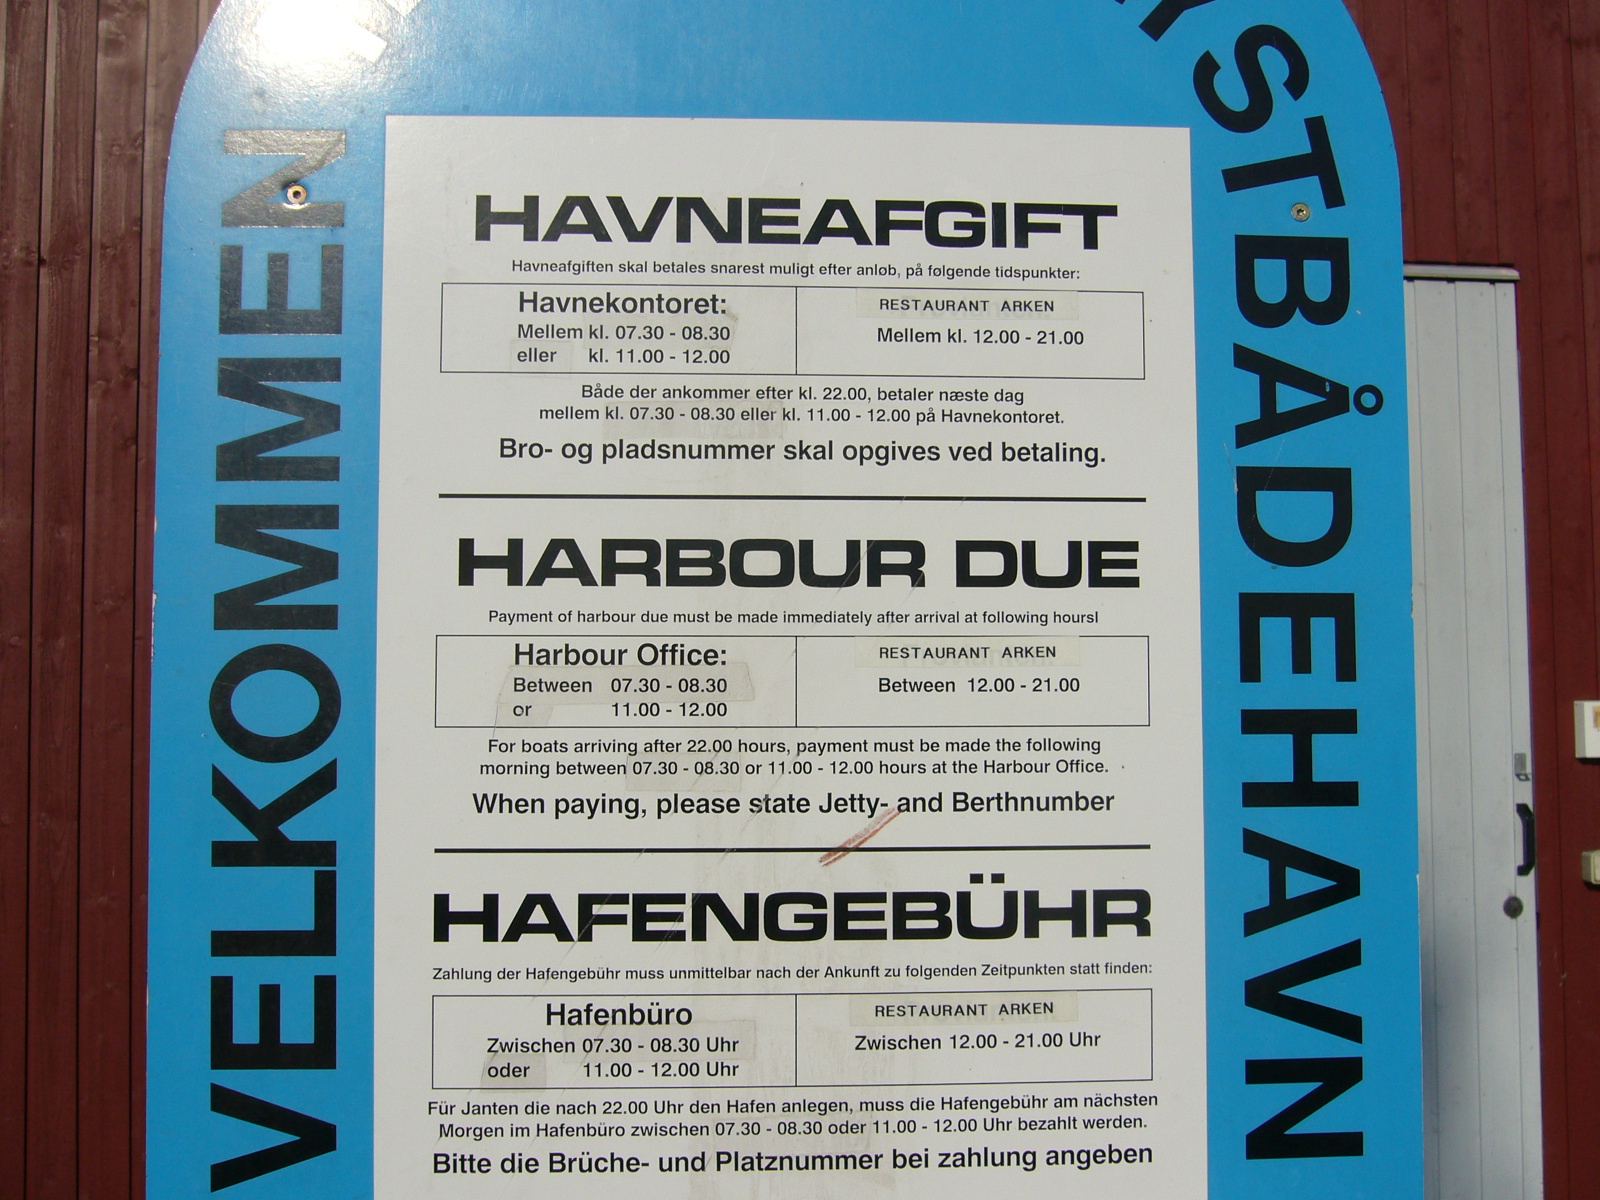 VELKOMMEN
YSTBÅDEHAVN
HAVNEAFGIFT
Havneafgiften skal betales snarest muligt efter anløb, på følgende tidspunkter:
Havnekontoret:
Mellem kl. 07.30 - 08.30
eller kl. 11.00 - 12.00
RESTAURANT ARKEN
Mellem kl. 12.00 - 21.00
Både der ankommer efter kl. 22.00, betaler næste dag
mellem kl. 07.30 - 08.30 eller kl. 11.00 - 12.00 på Havnekontoret.
Bro- og pladsnummer skal opgives ved betaling.
HARBOUR DUE
Payment of harbour due must be made immediately after arrival at following hours!
Harbour Office:
Between 07.30 - 08.30
or 11.00 - 12.00
RESTAURANT ARKEN
Between 12.00 - 21.00
For boats arriving after 22.00 hours, payment must be made the following
morning between 07.30 - 08.30 or 11.00 - 12.00 hours at the Harbour Office.
When paying, please state Jetty- and Berthnumber
HAFENGEBÜHR
Zahlung der Hafengebühr muss unmittelbar nach der Ankunft zu folgenden Zeitpunkten statt finden:
Hafenbüro
Zwischen 07.30 - 08.30 Uhr
oder 11.00 - 12.00 Uhr
RESTAURANT ARKEN
Zwischen 12.00 - 21.00 Uhr
Für Janten die nach 22.00 Uhr den Hafen anlegen, muss die Hafengebühr am nächsten
Morgen im Hafenbüro zwischen 07.30 - 08.30 oder 11.00 - 12.00 Uhr bezahlt werden.
Bitte die Brüche- und Platznummer bei zahlung angeben